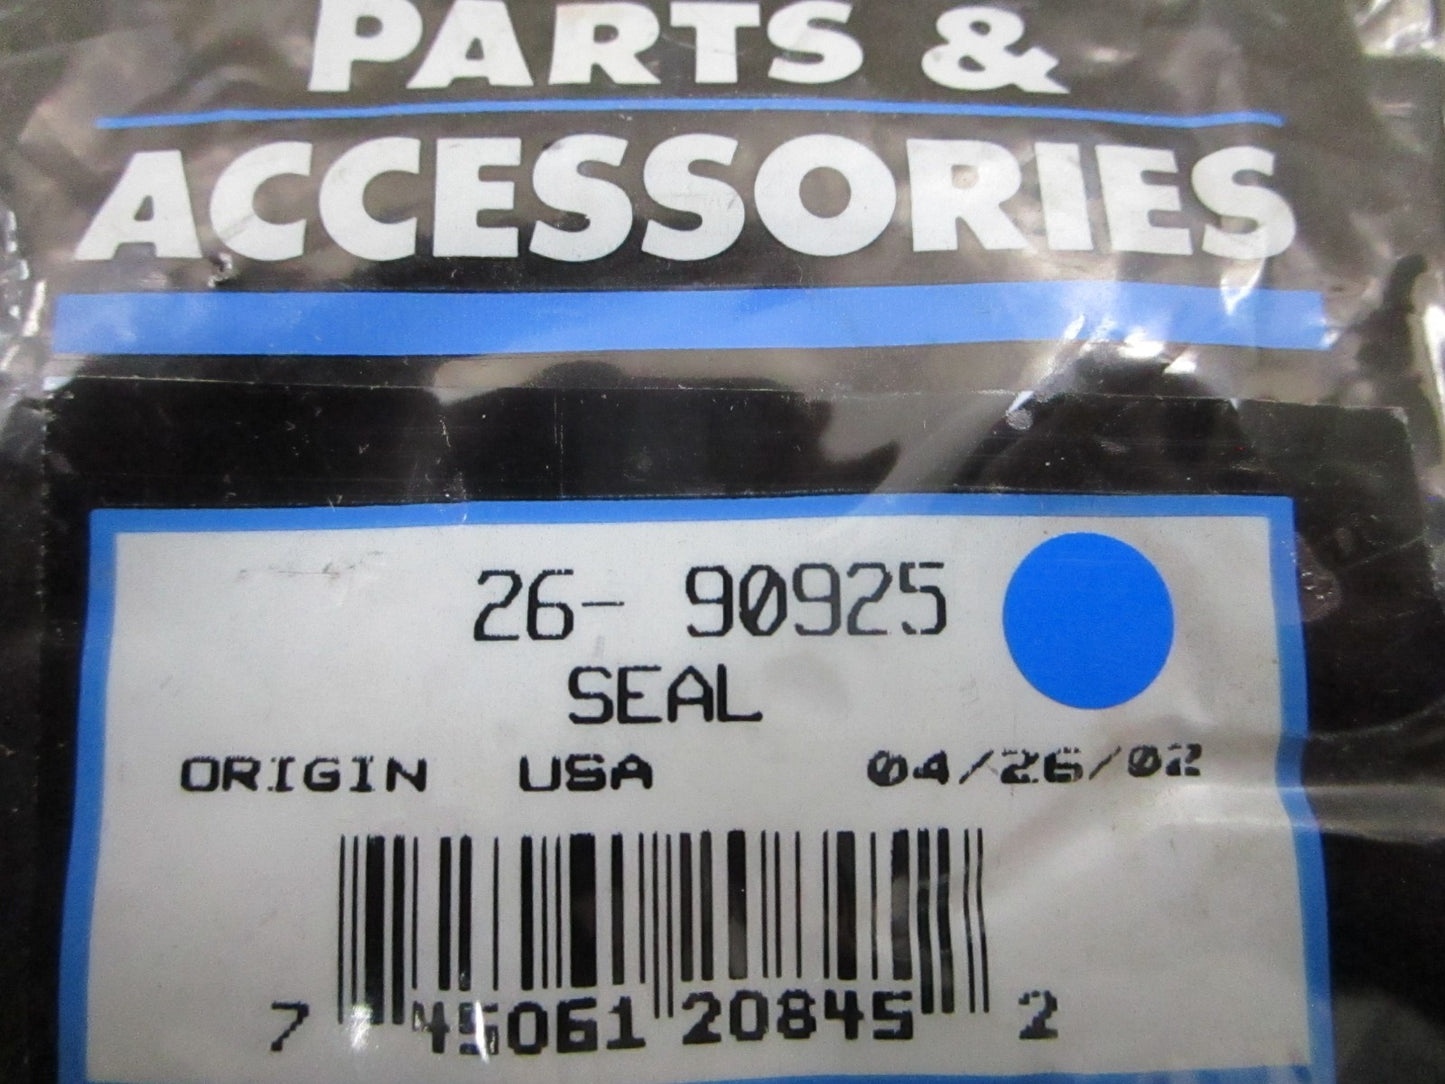 PARTS &
ACCESSORIES
26- 90925
SEAL
ORIGIN USA 04/26/02
7 45061 20845 2